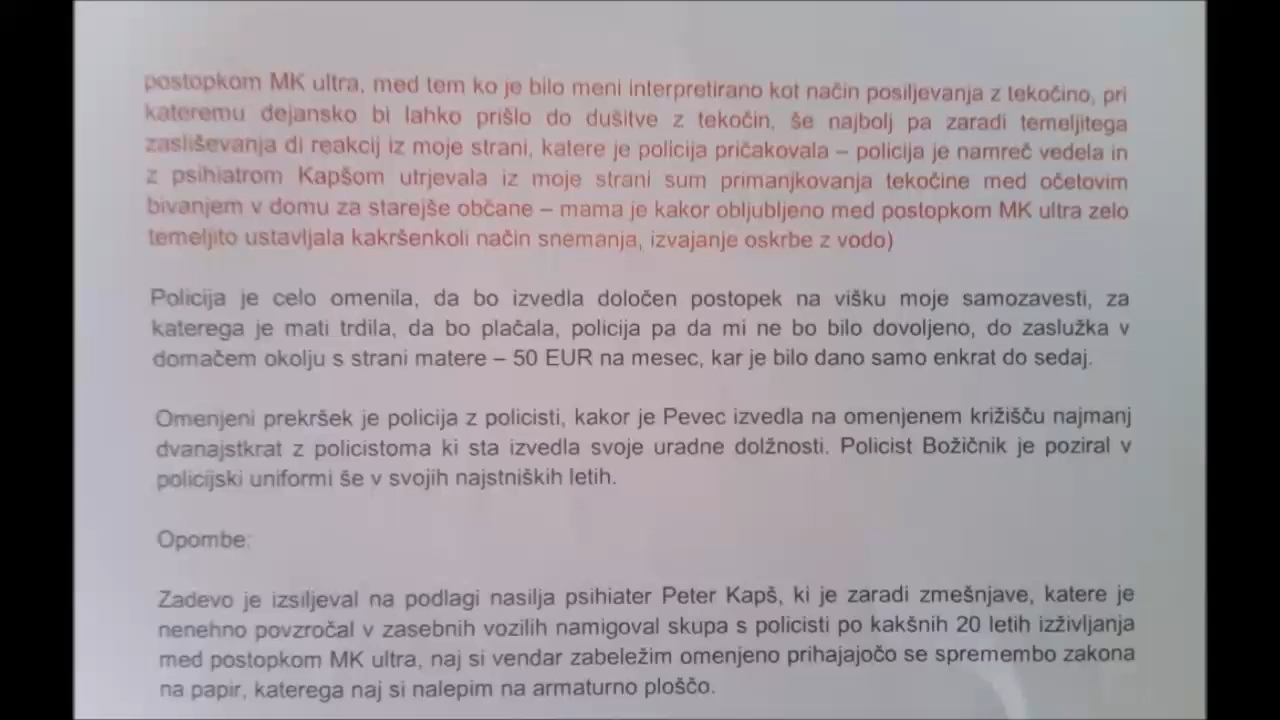 postopkom MK ultra, med tem ko je bilo meni interpretirano kot način posiljevanja z tekočino, pri
kateremu dejansko bi lahko prišlo do dušitve z tekočin, še najbolj pa zaradi temeljitega
zasliševanja di reakcij iz moje strani, katere je policija pričakovala – policija je namreč vedela in
z psihiatrom Kapšom utrjevala iz moje strani sum primanjkovanja tekočine med očetovim
bivanjem v domu za starejše občane – mama je kakor obljubljeno med postopkom MK ultra zelo
temeljito ustavljala kakršenkoli način snemanja, izvajanje oskrbe z vodo)
Policija je celo omenila, da bo izvedla določen postopek na višku moje samozavesti, za
katerega je mati trdila, da bo plačala, policija pa da mi ne bo bilo dovoljeno, do zaslužka v
domačem okolju s strani matere – 50 EUR na mesec, kar je bilo dano samo enkrat do sedaj.
Omenjeni prekršek je policija z policisti, kakor je Pevec izvedla na omenjenem križišču najmanj
dvanajstkrat z policistoma ki sta izvedla svoje uradne dolžnosti. Policist Božičnik je poziral v
policijski uniformi še v svojih najstniških letih.
Opombe:
Zadevo je izsiljeval na podlagi nasilja psihiater Peter Kapš, ki je zaradi zmešnjave, katere je
nenehno povzročal v zasebnih vozilih namigoval skupa s policisti po kakšnih 20 letih izživljanja
med postopkom MK ultra, naj si vendar zabeležim omenjeno prihajajočo se spremembo zakona
na papir, katerega naj si nalepim na armaturno ploščo.